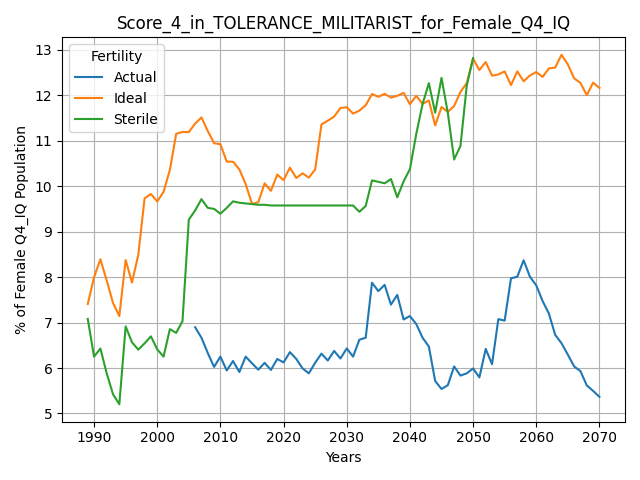 Score_4_in_TOLERANCE_MILITARIST_for_Female_Q4_IQ
Fertility
Actual
Ideal
Sterile
% of Female Q4_IQ Population
13
12
11
10
9
8
7
6
5
1990 2000 2010 2020 2030 2040 2050 2060 2070
Years